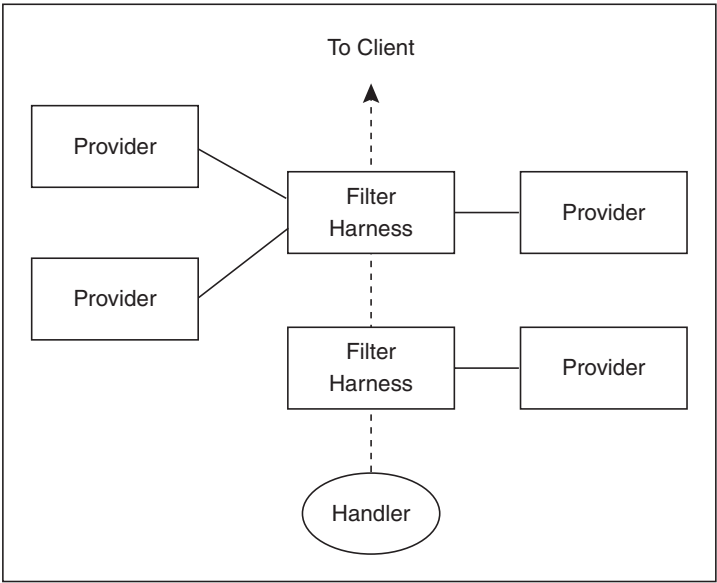 To Client
Provider
Filter
Harness
Provider
Provider
Filter
Harness
Provider
Handler